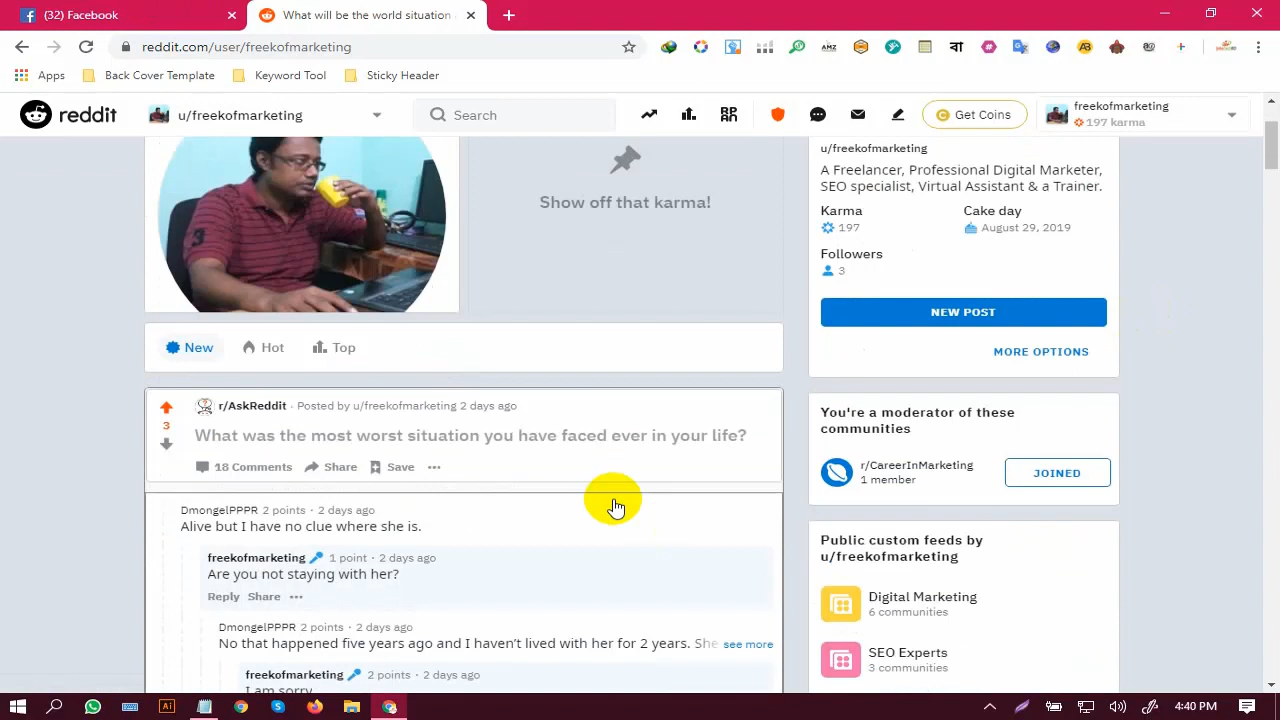 (32) Facebook
What will be the world situation
reddit.com/user/freekofmarketing
AMZ
বা
AB
Apps
Back Cover Template
Keyword Tool
Sticky Header
reddit
u/freekofmarketing
Search
Get Coins
freekofmarketing
197 karma
Show off that karma!
u/freekofmarketing
A Freelancer, Professional Digital Marketer,
SEO specialist, Virtual Assistant & a Trainer.
Karma
Cake day
197
August 29, 2019
Followers
3
NEW POST
MORE OPTIONS
New
Hot
Top
r/AskReddit · Posted by u/freekofmarketing 2 days ago
3
What was the most worst situation you have faced ever in your life?
18 Comments
Share
Save
You're a moderator of these
communities
r/CareerInMarketing
1 member
JOINED
DmongelPPPR 2 points · 2 days ago
Alive but I have no clue where she is.
freekofmarketing 1 point · 2 days ago
Are you not staying with her?
Reply Share
DmongelPPPR 2 points · 2 days ago
No that happened five years ago and I haven't lived with her for 2 years. She
see more
freekofmarketing 2 points · 2 days ago
I am sorry
Public custom feeds by
u/freekofmarketing
Digital Marketing
6 communities
SEO Experts
3 communities
Ai
4:40 PM